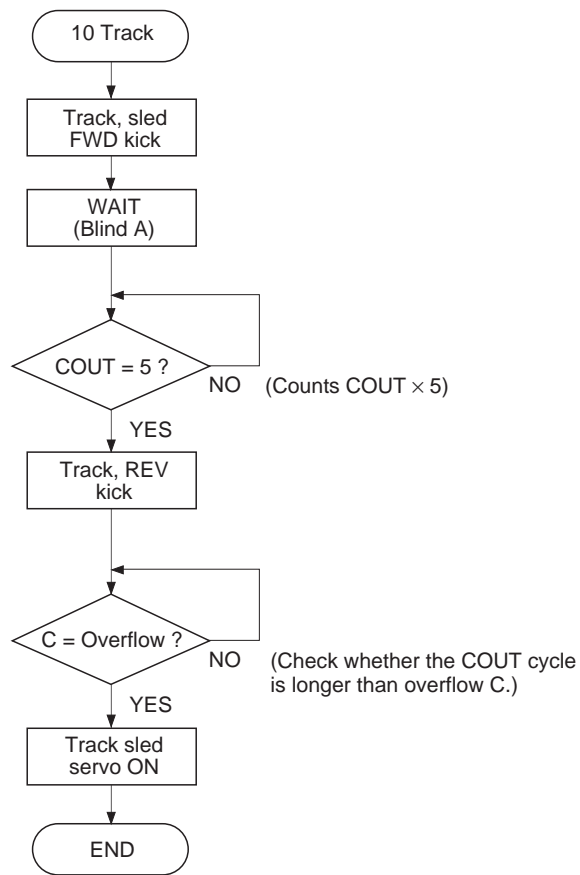 10 Track
Track, sled
FWD kick
WAIT
(Blind A)
COUT = 5 ?
NO
(Counts COUT × 5)
YES
Track, REV
kick
C = Overflow ?
NO
(Check whether the COUT cycle
is longer than overflow C.)
YES
Track sled
servo ON
END